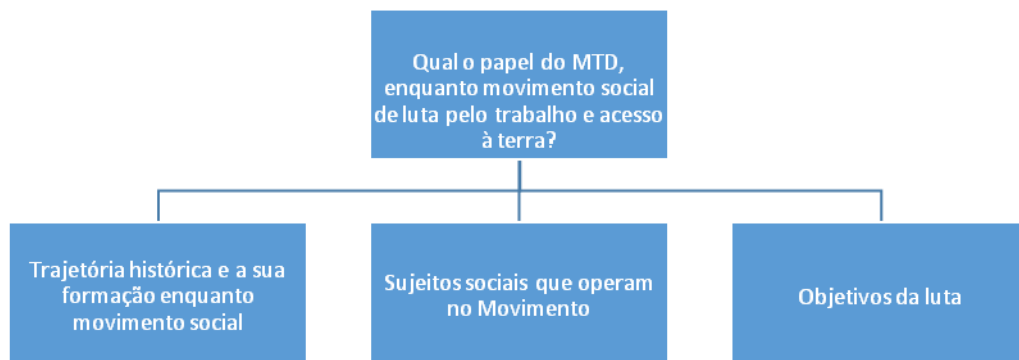 Qual o papel do MTD,
enquanto movimento social
de luta pelo trabalho e acesso
à terra?
Trajetória histórica e a sua
formação enquanto
movimento social
Sujeitos sociais que operam
no Movimento
Objetivos da luta